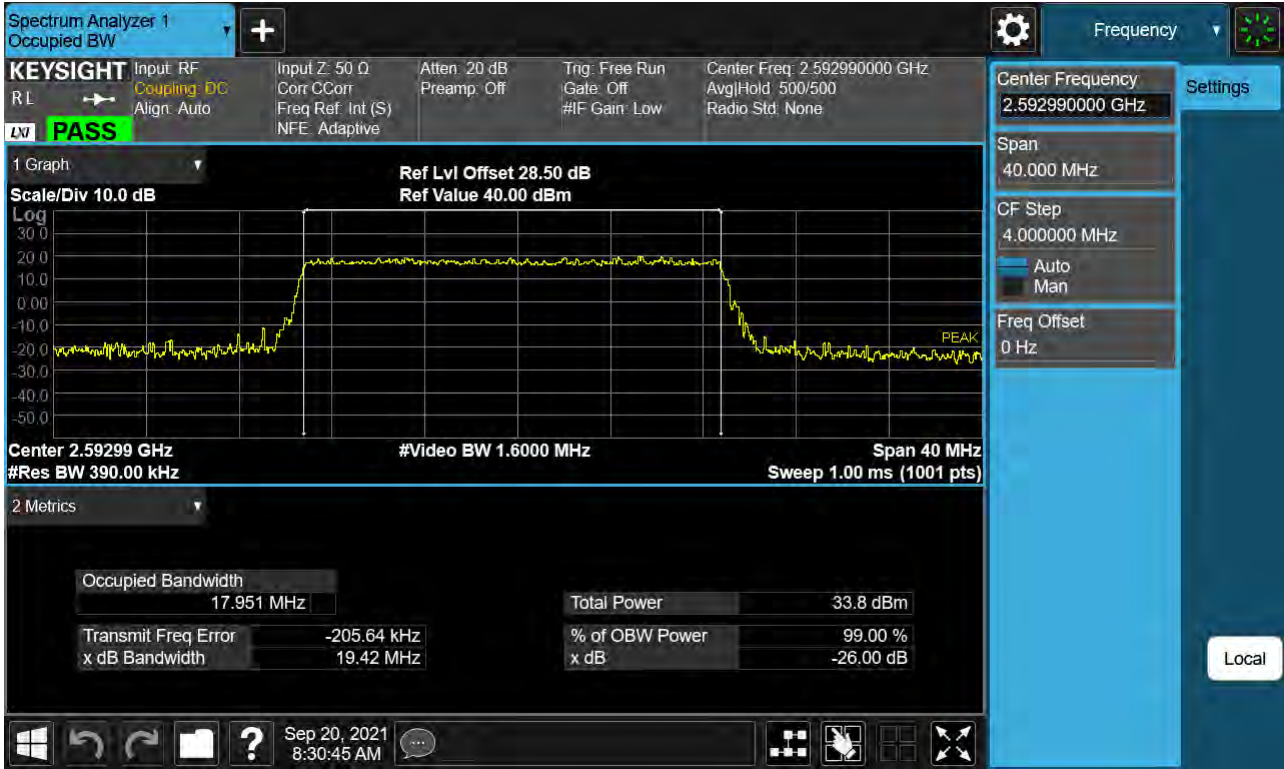 Spectrum Analyzer 1
Occupied BW
Frequency
KEYSIGHT
R L
LXI
PASS
Input: RF
Coupling: DC
Align: Auto
Input Z: 50 Ω
Corr CCorr
Freq Ref: Int (S)
NFE: Adaptive
Atten: 20 dB
Preamp: Off
Trig: Free Run
Gate: Off
#IF Gain: Low
Center Freq: 2.592990000 GHz
Avg|Hold: 500/500
Radio Std: None
1 Graph
Scale/Div 10.0 dB
Ref Lvl Offset 28.50 dB
Ref Value 40.00 dBm
Log
30.0
20.0
10.0
0.00
-10.0
-20.0
-30.0
-40.0
-50.0
PEAK
Center 2.59299 GHz
#Video BW 1.6000 MHz
Span 40 MHz
#Res BW 390.00 kHz
Sweep 1.00 ms (1001 pts)
2 Metrics
Occupied Bandwidth
17.951 MHz
Transmit Freq Error -205.64 kHz
x dB Bandwidth 19.42 MHz
Total Power 33.8 dBm
% of OBW Power 99.00 %
x dB -26.00 dB
Center Frequency
2.592990000 GHz
Span
40.000 MHz
CF Step
4.000000 MHz
Auto
Man
Freq Offset
0 Hz
Settings
Local
?
Sep 20, 2021
8:30:45 AM